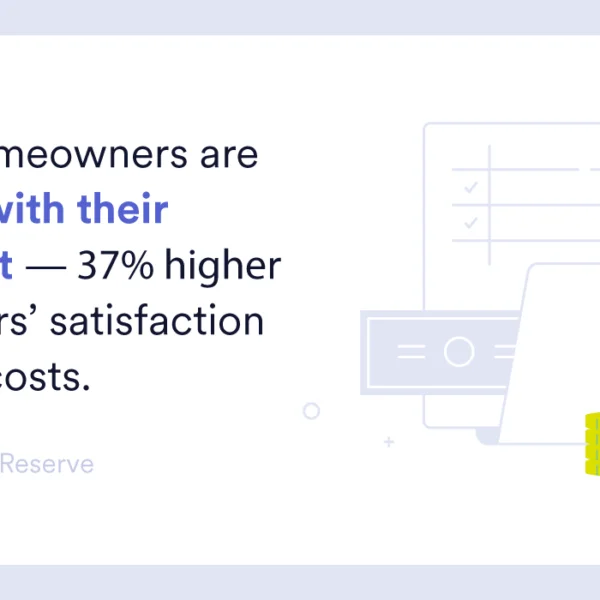 meowners are
with their
t — 37% higher
rs’ satisfaction
costs.
Reserve